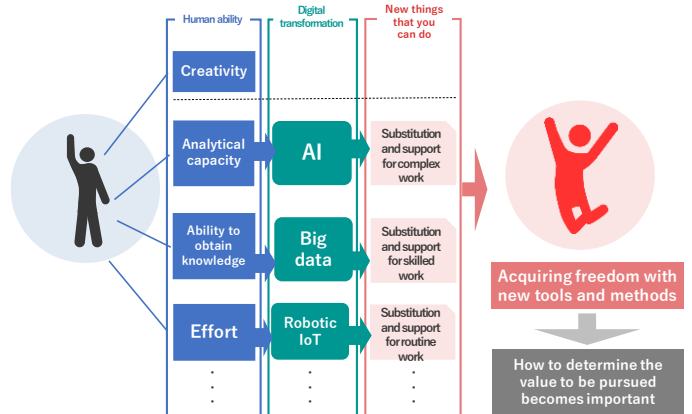 Human ability
Digital
transformation
New things
that you
can do
Creativity
Analytical
capacity
AI
Substitution
and support
for complex
work
Ability to
obtain
knowledge
Big
data
Substitution
and support
for skilled
work
Effort
Robotic
IoT
Substitution
and support
for routine
work
Acquiring freedom with
new tools and methods
How to determine the
value to be pursued
becomes important